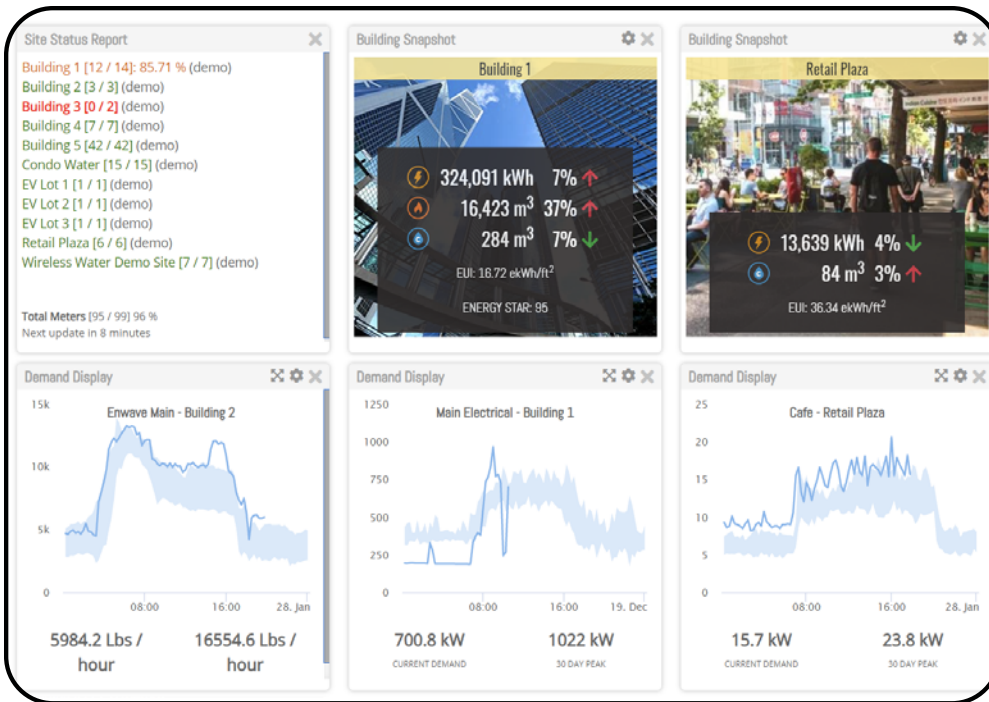 Site Status Report
Building 1 [12 / 14]: 85.71 % (demo)
Building 2 [3 / 3] (demo)
Building 3 [0 / 2] (demo)
Building 4 [7 / 7] (demo)
Building 5 [42 / 42] (demo)
Condo Water [15 / 15] (demo)
EV Lot 1 [1 / 1] (demo)
EV Lot 2 [1 / 1] (demo)
EV Lot 3 [1 / 1] (demo)
Retail Plaza [6 / 6] (demo)
Wireless Water Demo Site [7 / 7] (demo)
Total Meters [95 / 99] 96 %
Next update in 8 minutes
Building Snapshot
Building 1
324,091 kWh 7%
16,423 m³ 37%
284 m³ 7%
EUI: 16.72 ekWh/ft²
ENERGY STAR: 95
Building Snapshot
Retail Plaza
13,639 kWh 4%
84 m³ 3%
EUI: 36.34 ekWh/ft²
Demand Display
Enwave Main - Building 2
15k
10k
5k
0
08:00 16:00 28. Jan
5984.2 Lbs / 16554.6 Lbs /
hour hour
Demand Display
Main Electrical - Building 1
1250
1000
750
500
250
0
08:00 16:00 19. Dec
700.8 kW 1022 kW
CURRENT DEMAND 30 DAY PEAK
Demand Display
Cafe - Retail Plaza
25
20
15
10
5
0
08:00 16:00 28. Jan
15.7 kW 23.8 kW
CURRENT DEMAND 30 DAY PEAK